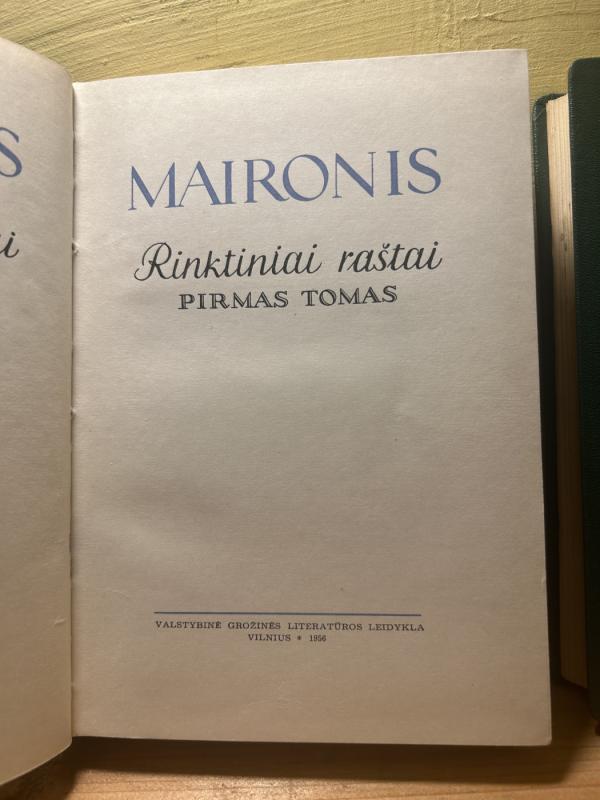 MAIRONIS
Rinktiniai raštai
PIRMAS TOMAS
VALSTYBINĖ GROŽINĖS LITERATŪROS LEIDYKLA
VILNIUS * 1956